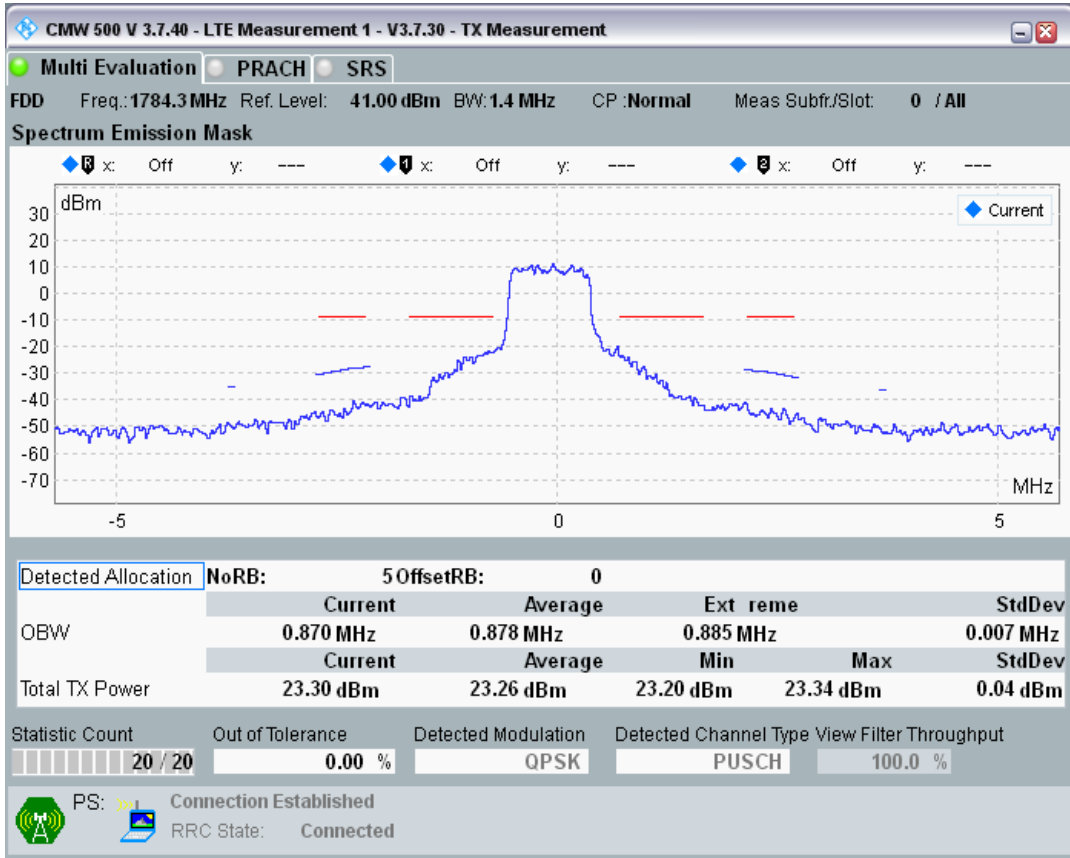 CMW 500 V 3.7.40 - LTE Measurement 1 - V3.7.30 - TX Measurement
Multi Evaluation PRACH SRS
FDD Freq.: 1784.3 MHz Ref. Level: 41.00 dBm BW: 1.4 MHz CP : Normal Meas Subfr./Slot: 0 / All
Spectrum Emission Mask
R x: Off y: --- 1 x: Off y: --- 2 x: Off y: ---
dBm
Current
30
20
10
0
-10
-20
-30
-40
-50
-60
-70
MHz
-5 0 5
Detected Allocation NoRB: 5 OffsetRB: 0
Current Average Ext reme StdDev
OBW 0.870 MHz 0.878 MHz 0.885 MHz 0.007 MHz
Current Average Min Max StdDev
Total TX Power 23.30 dBm 23.26 dBm 23.20 dBm 23.34 dBm 0.04 dBm
Statistic Count Out of Tolerance Detected Modulation Detected Channel Type View Filter Throughput
20 / 20 0.00 % QPSK PUSCH 100.0 %
PS: Connection Established
RRC State: Connected